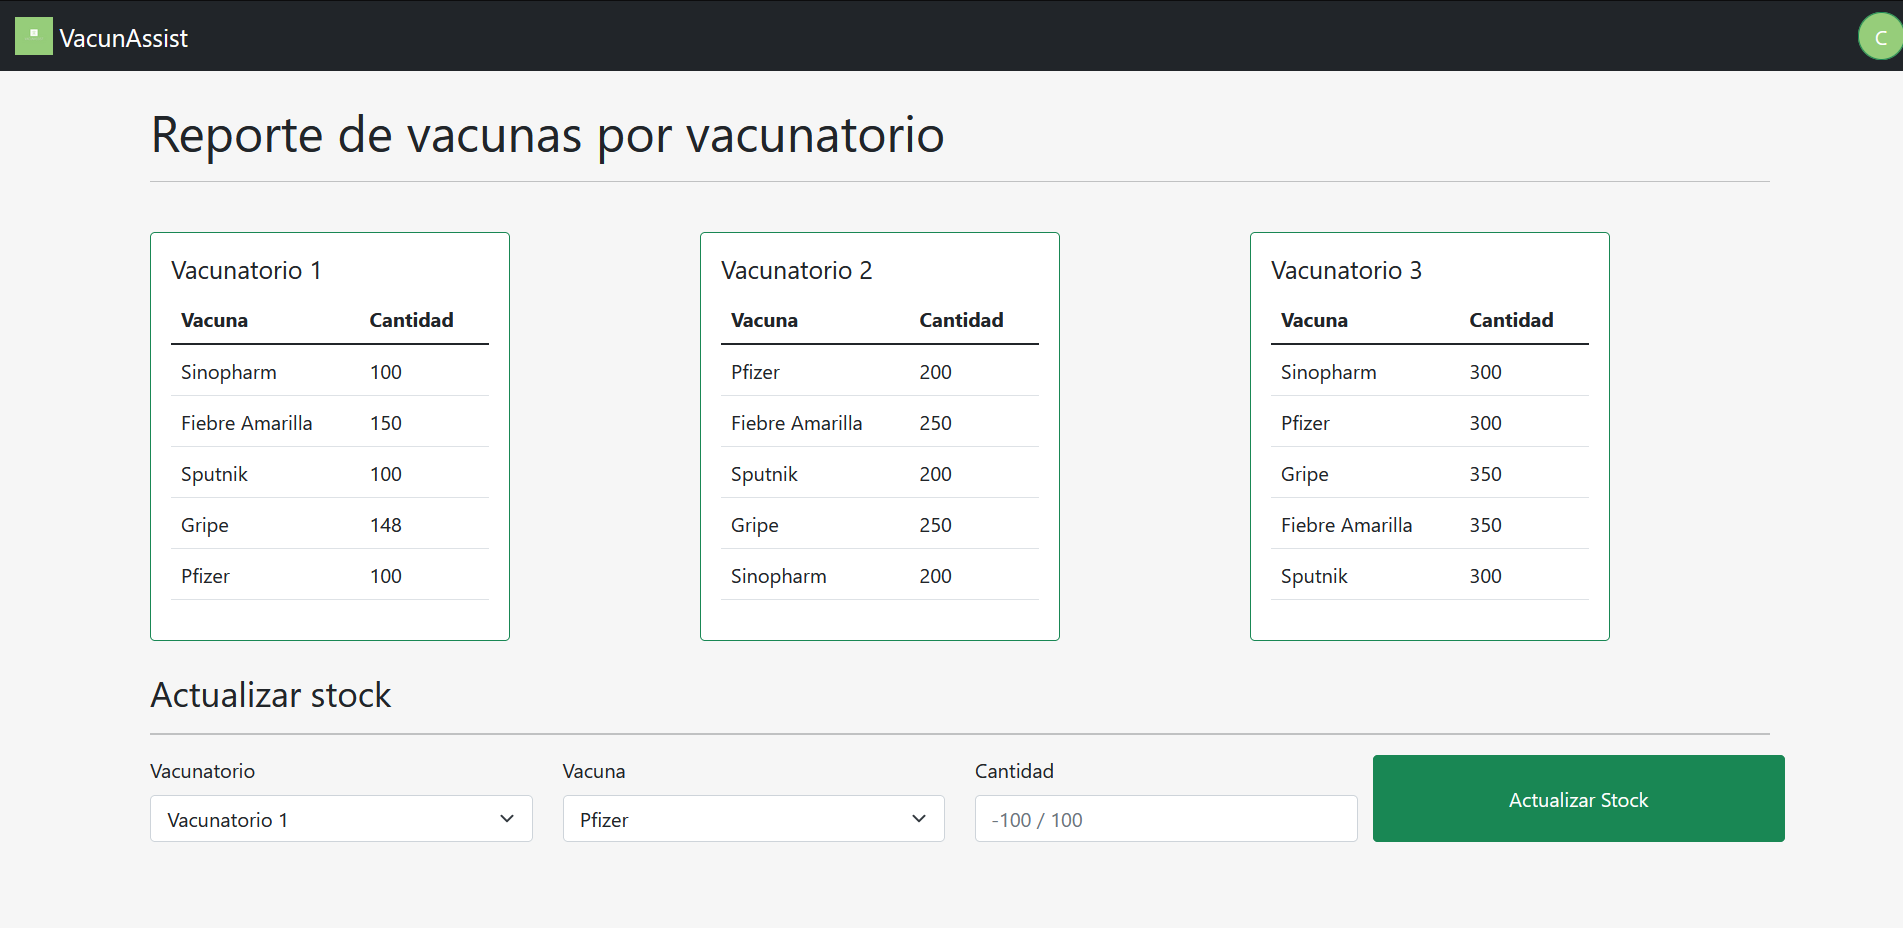 VacunAssist
C
Reporte de vacunas por vacunatorio
Vacunatorio 1
Vacuna Cantidad
Sinopharm 100
Fiebre Amarilla 150
Sputnik 100
Gripe 148
Pfizer 100
Vacunatorio 2
Vacuna Cantidad
Pfizer 200
Fiebre Amarilla 250
Sputnik 200
Gripe 250
Sinopharm 200
Vacunatorio 3
Vacuna Cantidad
Sinopharm 300
Pfizer 300
Gripe 350
Fiebre Amarilla 350
Sputnik 300
Actualizar stock
Vacunatorio
Vacunatorio 1
Vacuna
Pfizer
Cantidad
-100 / 100
Actualizar Stock